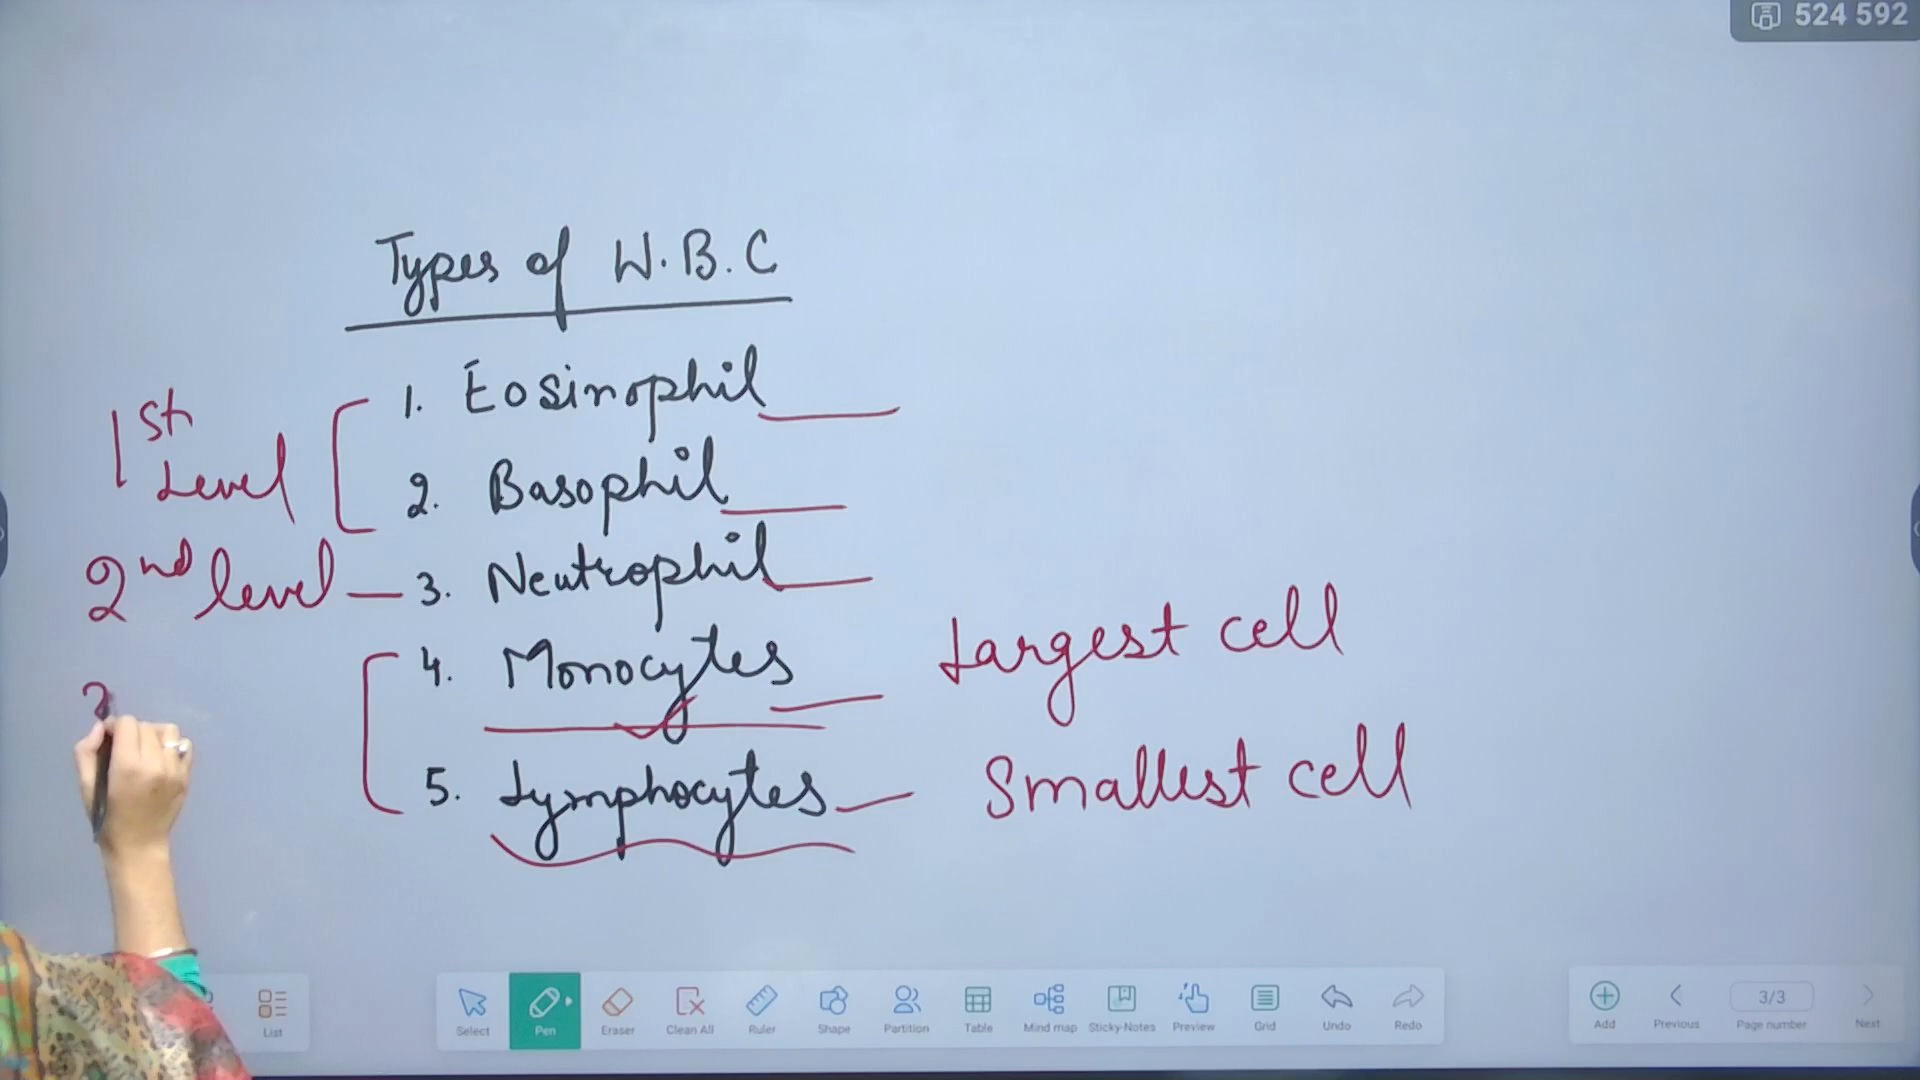 524 592
Types of W.B.C
1st Level
1. Eosinophil
2. Basophil
2nd level — 3. Neutrophil
4. Monocytes — Largest cell
5. Lymphocytes — Smallest cell
List
Select
Pen
Eraser
Clean All
Ruler
Shape
Partition
Table
Mind map
Sticky-Notes
Preview
Grid
Undo
Redo
Add
Previous
3/3
Page number
Next